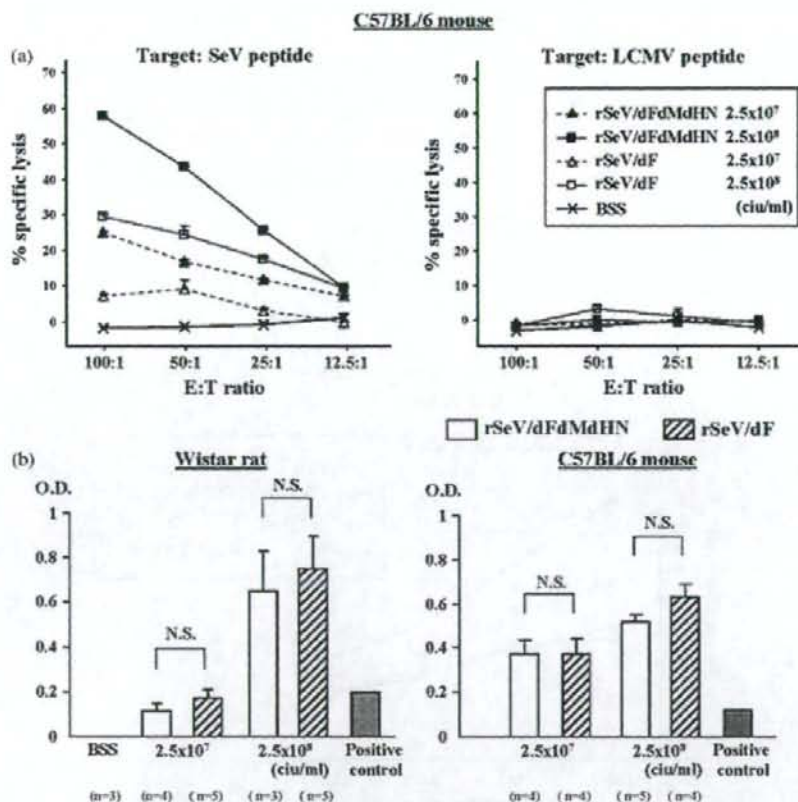 C57BL/6 mouse
(a)
Target: SeV peptide
Target: LCMV peptide
% specific lysis
70
60
50
40
30
20
10
0
100:1
50:1
25:1
12.5:1
E:T ratio
% specific lysis
70
60
50
40
30
20
10
0
100:1
50:1
25:1
12.5:1
E:T ratio
rSeV/dFdMdHN 2.5x10⁷
rSeV/dFdMdHN 2.5x10⁸
rSeV/dF 2.5x10⁷
rSeV/dF 2.5x10⁸
BSS (ciu/ml)
rSeV/dFdMdHN
rSeV/dF
(b)
Wistar rat
O.D.
1
0.8
0.6
0.4
0.2
0
N.S.
N.S.
BSS
2.5x10⁷
2.5x10⁸
(ciu/ml)
Positive
control
(n=3)
(n=4)
(n=5)
(n=3)
(n=5)
C57BL/6 mouse
O.D.
1
0.8
0.6
0.4
0.2
0
N.S.
N.S.
2.5x10⁷
2.5x10⁸
(ciu/ml)
Positive
control
(n=4)
(n=4)
(n=5)
(n=4)